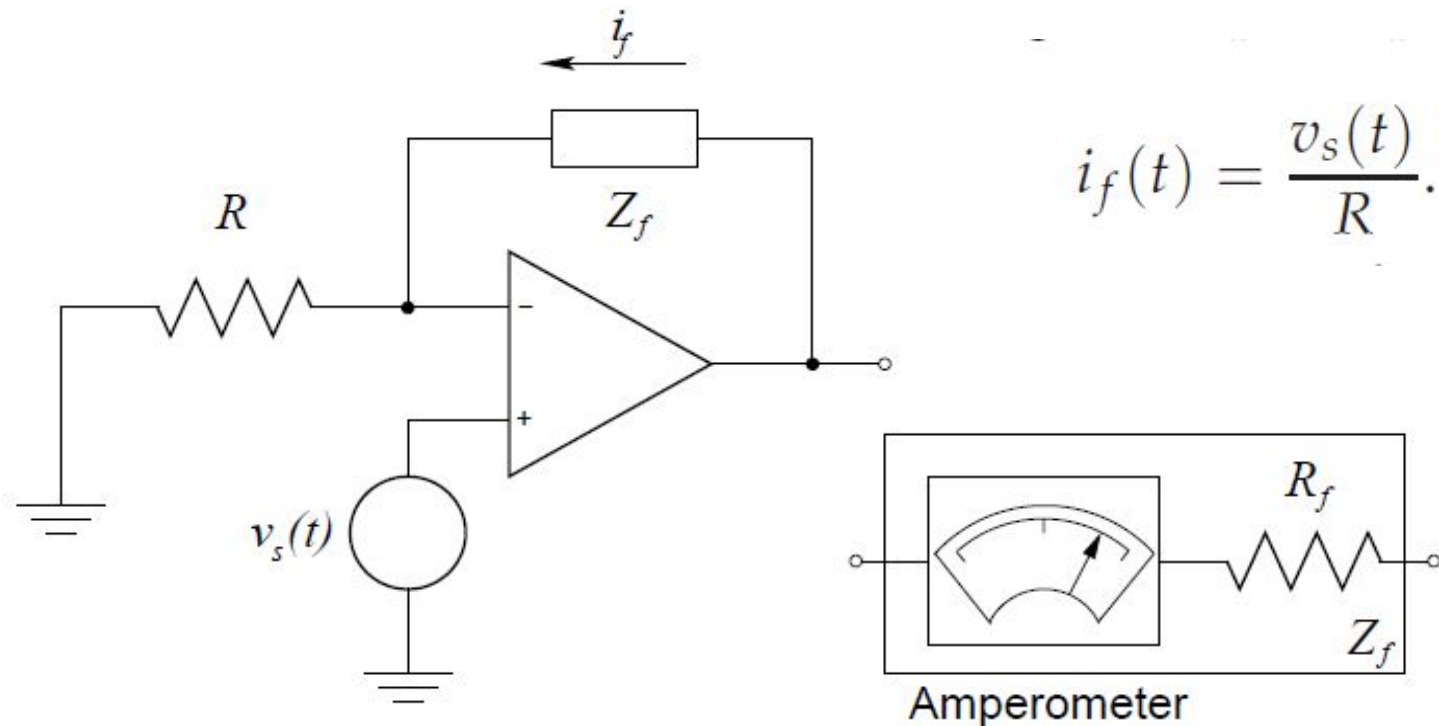 i_f
i_f(t) = v_s(t)/R.
R
Z_f
−
+
v_s(t)
R_f
Z_f
Amperometer